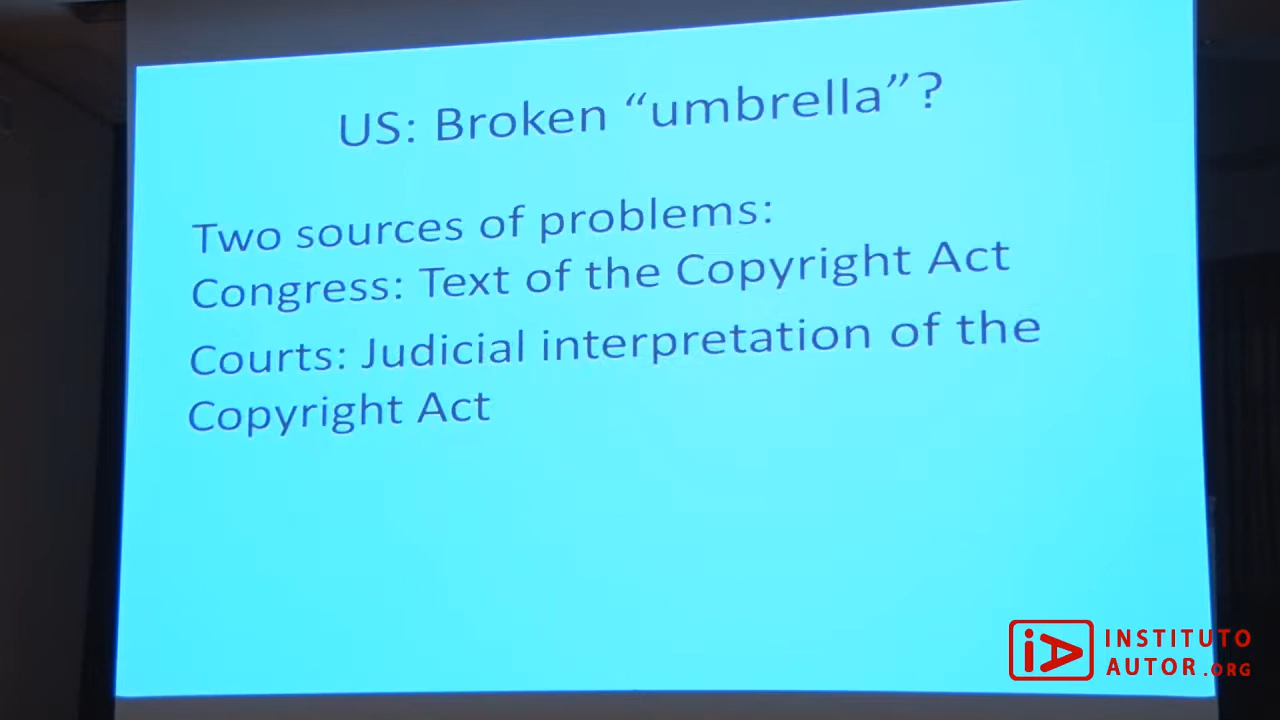 US: Broken “umbrella”?
Two sources of problems:
Congress: Text of the Copyright Act
Courts: Judicial interpretation of the
Copyright Act
iA INSTITUTO
AUTOR.ORG